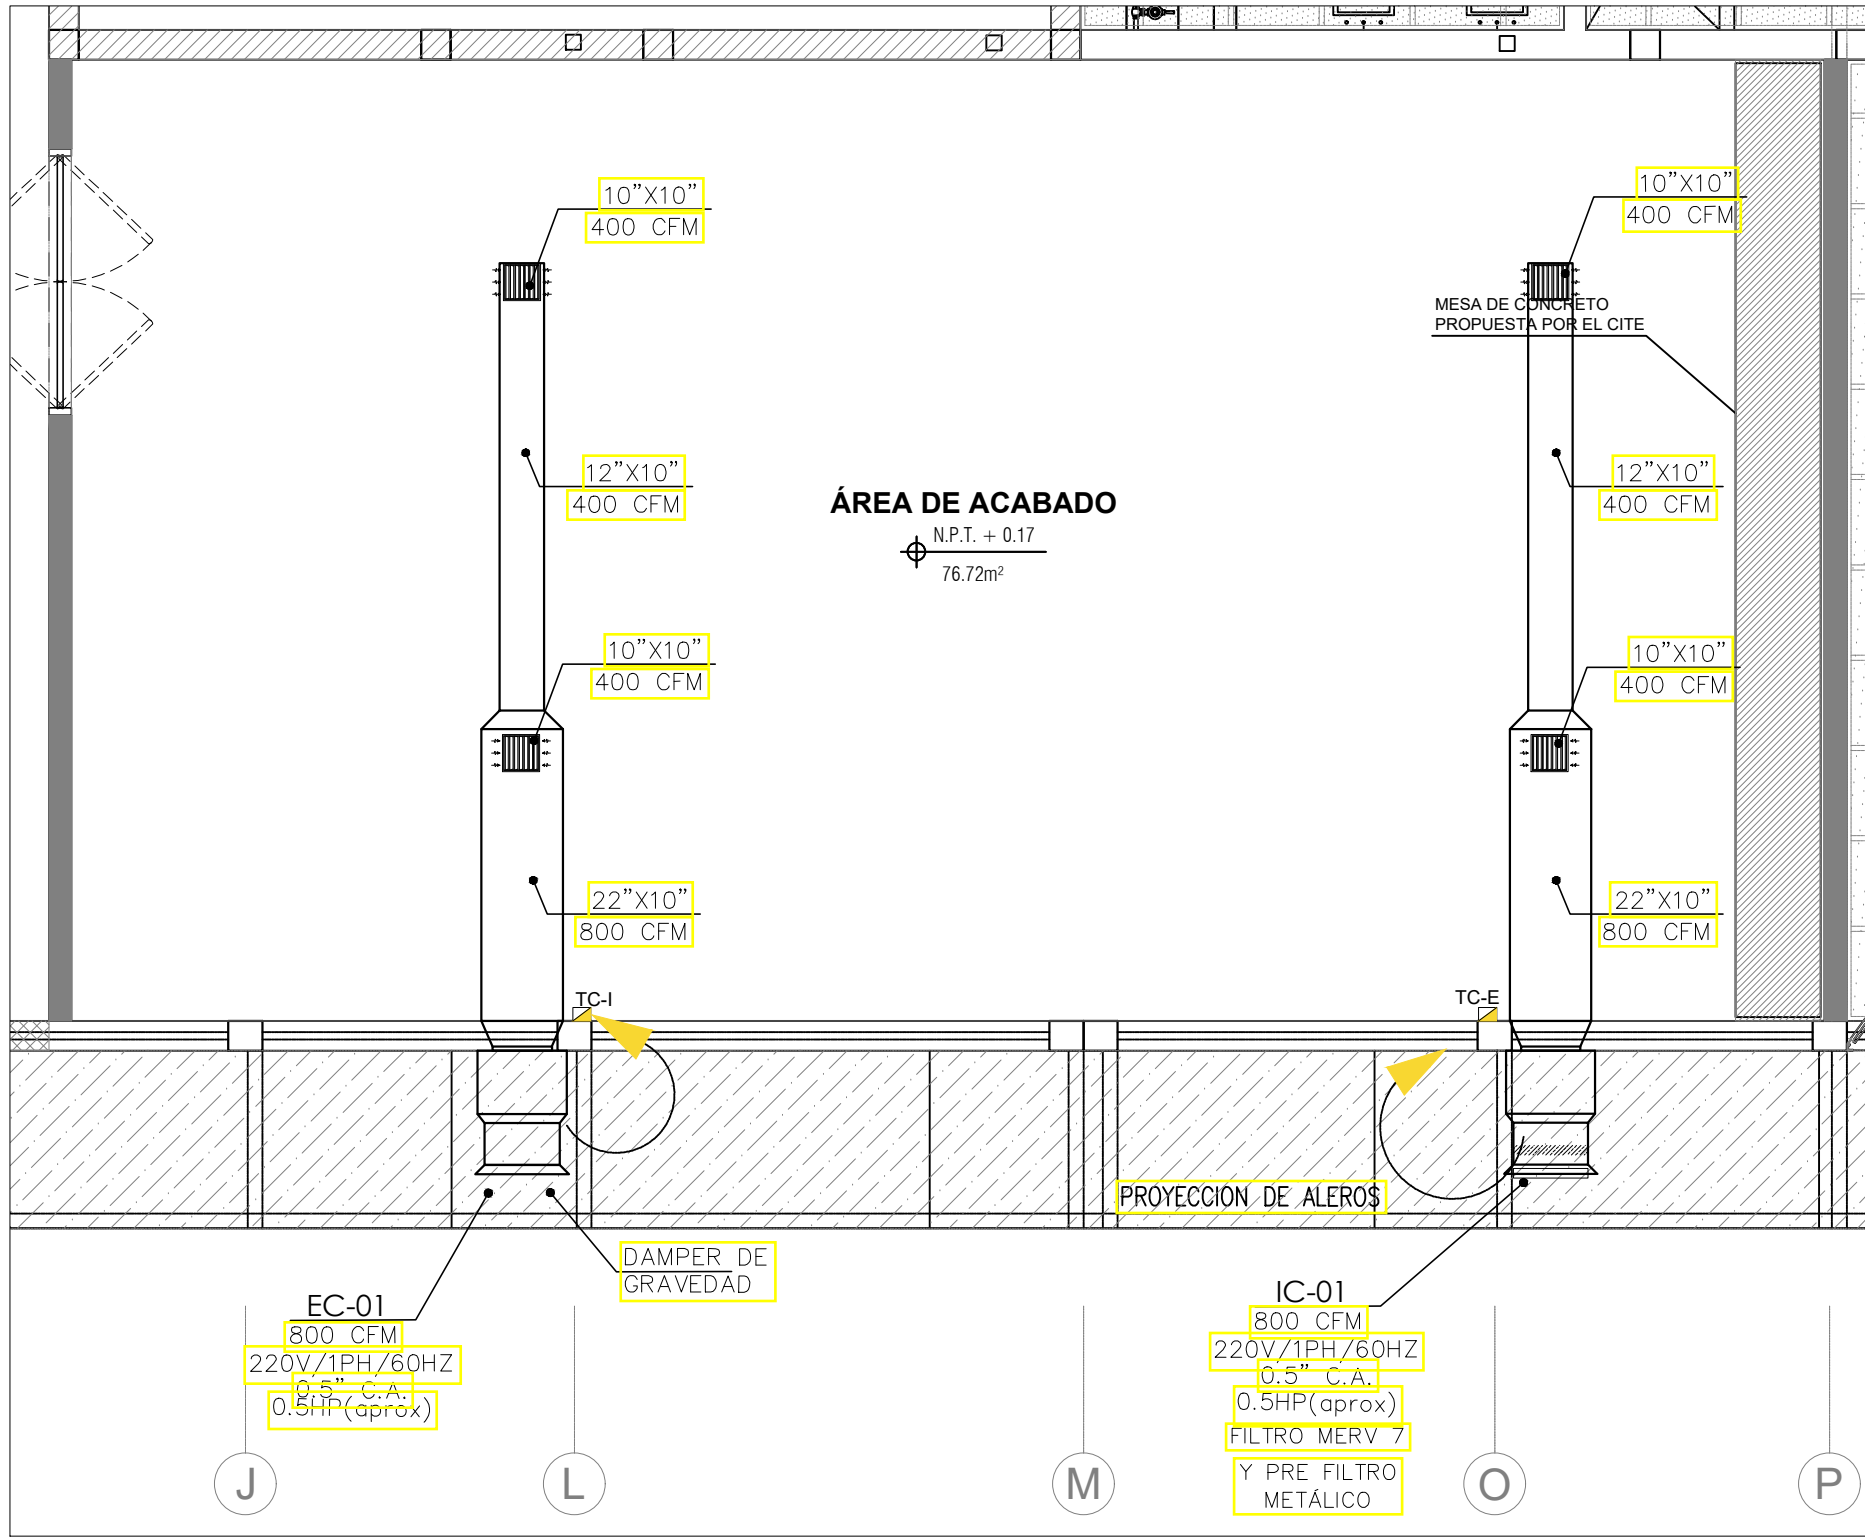 10”X10”
400 CFM
10”X10”
400 CFM
MESA DE CONCRETO
PROPUESTA POR EL CITE
12”X10”
400 CFM
ÁREA DE ACABADO
N.P.T. + 0.17
76.72m²
12”X10”
400 CFM
10”X10”
400 CFM
10”X10”
400 CFM
22”X10”
800 CFM
22”X10”
800 CFM
TC-I
TC-E
PROYECCION DE ALEROS
DAMPER DE
GRAVEDAD
EC-01
800 CFM
220V/1PH/60HZ
0.5” C.A.
0.5HP(aprox)
IC-01
800 CFM
220V/1PH/60HZ
0.5” C.A.
0.5HP(aprox)
FILTRO MERV 7
Y PRE FILTRO
METÁLICO
J
L
M
O
P